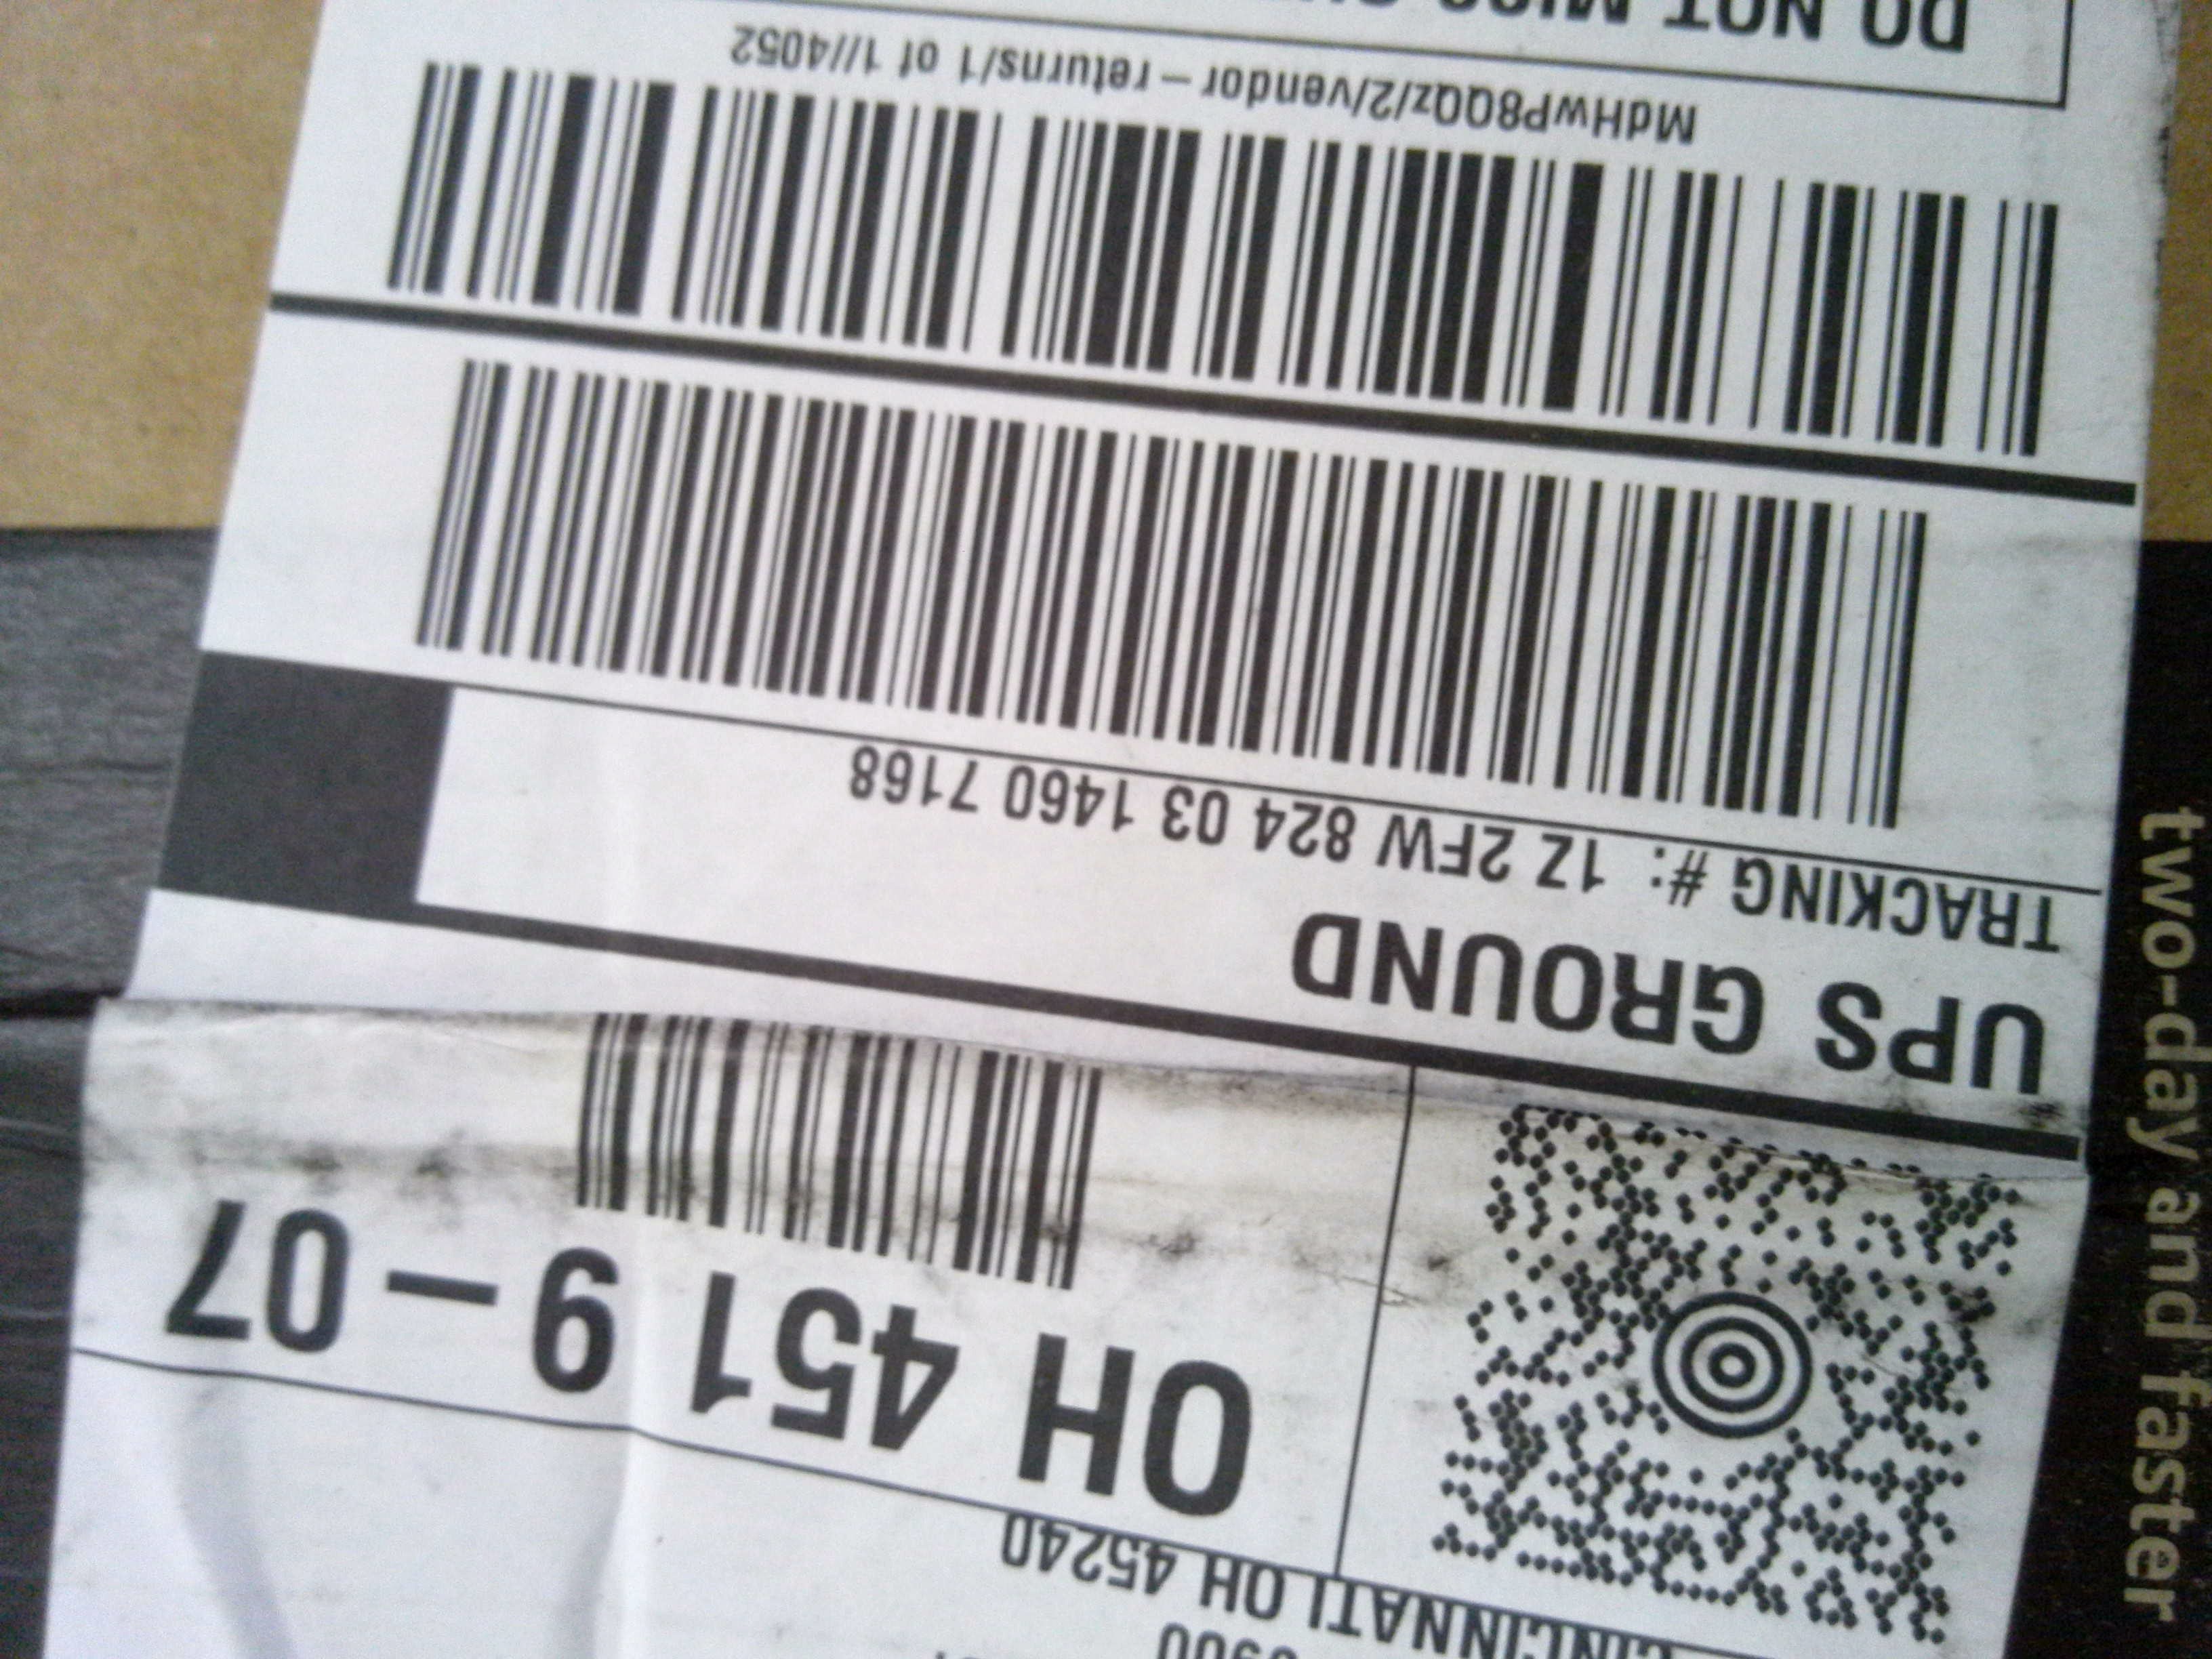 CINCINNATI OH 45240
OH 451 9-07
UPS GROUND
TRACKING #: 1Z 2FW 824 03 1460 7168
MdHwP8QQz/2/vendor-returns/1 of 1//4052
DO NOT
two-day and faster